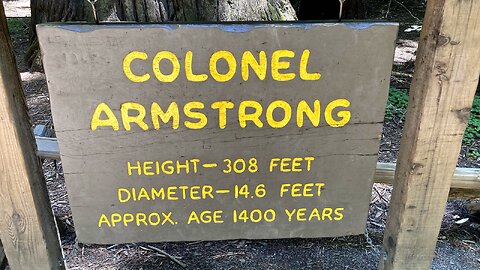 COLONEL
ARMSTRONG
HEIGHT—308 FEET
DIAMETER—14.6 FEET
APPROX. AGE 1400 YEARS